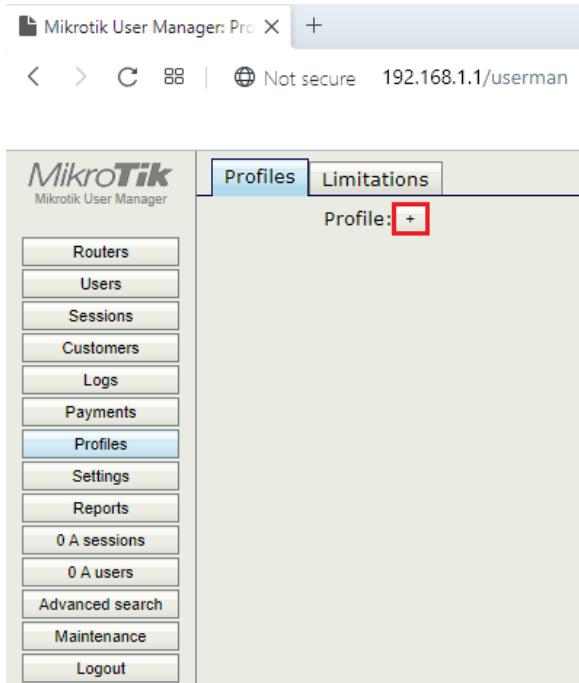 Mikrotik User Manager: Pro
Not secure 192.168.1.1/userman
MikroTik
Mikrotik User Manager
Profiles
Limitations
Profile: +
Routers
Users
Sessions
Customers
Logs
Payments
Profiles
Settings
Reports
0 A sessions
0 A users
Advanced search
Maintenance
Logout